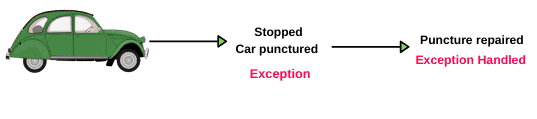 Stopped
Car punctured
Exception
Puncture repaired
Exception Handled